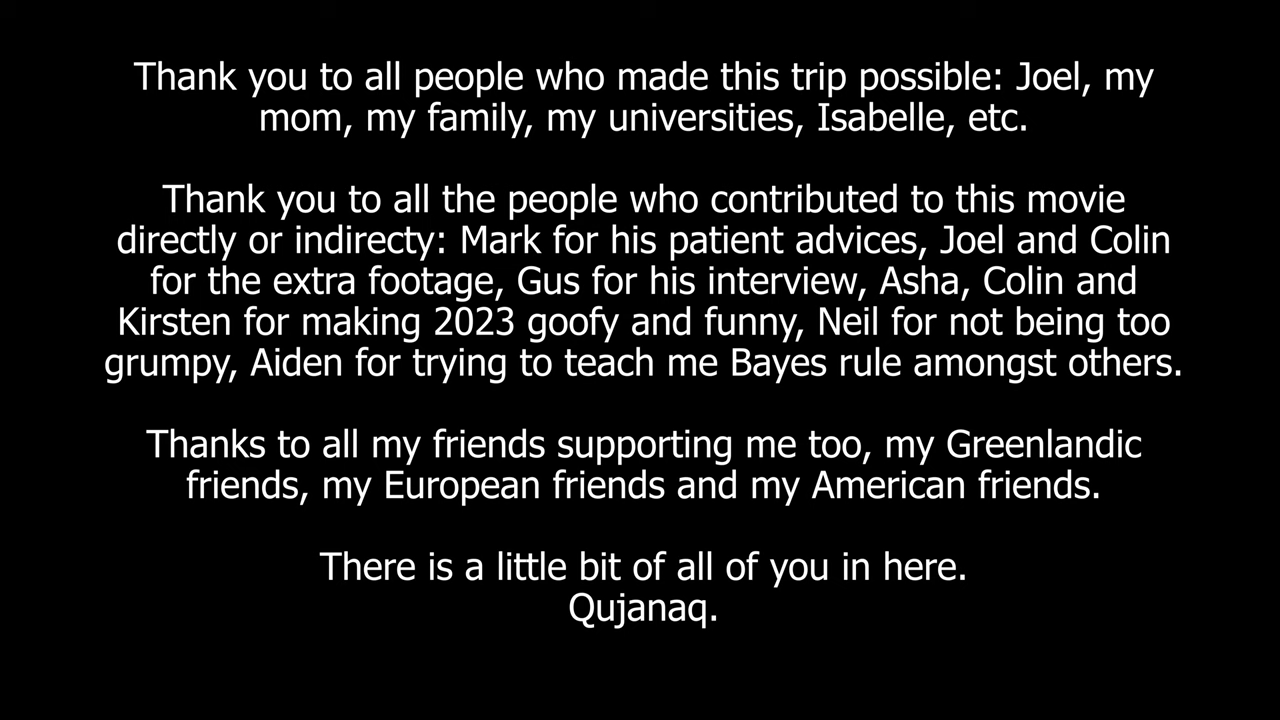 Thank you to all people who made this trip possible: Joel, my
mom, my family, my universities, Isabelle, etc.
Thank you to all the people who contributed to this movie
directly or indirecty: Mark for his patient advices, Joel and Colin
for the extra footage, Gus for his interview, Asha, Colin and
Kirsten for making 2023 goofy and funny, Neil for not being too
grumpy, Aiden for trying to teach me Bayes rule amongst others.
Thanks to all my friends supporting me too, my Greenlandic
friends, my European friends and my American friends.
There is a little bit of all of you in here.
Qujanaq.